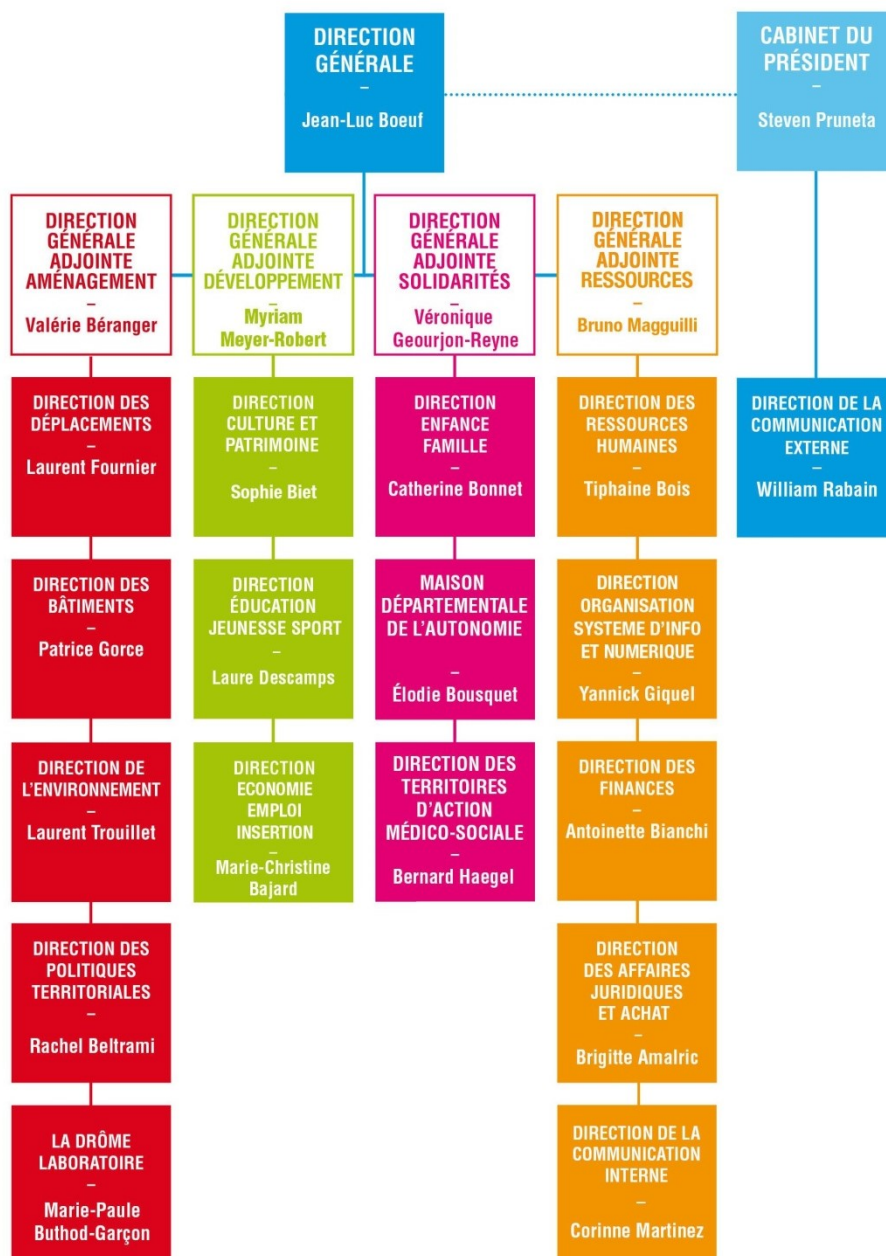 DIRECTION
GÉNÉRALE
–
Jean-Luc Boeuf
CABINET DU
PRÉSIDENT
–
Steven Pruneta
DIRECTION
GÉNÉRALE
ADJOINTE
AMÉNAGEMENT
–
Valérie Béranger
DIRECTION
GÉNÉRALE
ADJOINTE
DÉVELOPPEMENT
–
Myriam
Meyer-Robert
DIRECTION
GÉNÉRALE
ADJOINTE
SOLIDARITÉS
–
Véronique
Geourjon-Reyne
DIRECTION
GÉNÉRALE
ADJOINTE
RESSOURCES
–
Bruno Magguilli
DIRECTION DES
DÉPLACEMENTS
–
Laurent Fournier
DIRECTION
CULTURE ET
PATRIMOINE
–
Sophie Biet
DIRECTION
ENFANCE
FAMILLE
–
Catherine Bonnet
DIRECTION DES
RESSOURCES
HUMAINES
–
Tiphaine Bois
DIRECTION DE LA
COMMUNICATION
EXTERNE
–
William Rabain
DIRECTION DES
BÂTIMENTS
–
Patrice Gorce
DIRECTION
ÉDUCATION
JEUNESSE SPORT
–
Laure Descamps
MAISON
DÉPARTEMENTALE
DE L'AUTONOMIE
–
Élodie Bousquet
DIRECTION
ORGANISATION
SYSTEME D'INFO
ET NUMERIQUE
–
Yannick Giquel
DIRECTION DE
L'ENVIRONNEMENT
–
Laurent Trouillet
DIRECTION
ECONOMIE
EMPLOI
INSERTION
–
Marie-Christine
Bajard
DIRECTION DES
TERRITOIRES
D'ACTION
MÉDICO-SOCIALE
–
Bernard Haegel
DIRECTION DES
FINANCES
–
Antoinette Bianchi
DIRECTION DES
POLITIQUES
TERRITORIALES
–
Rachel Beltrami
DIRECTION
DES AFFAIRES
JURIDIQUES
ET ACHAT
–
Brigitte Amalric
LA DRÔME
LABORATOIRE
–
Marie-Paule
Buthod-Garçon
DIRECTION DE LA
COMMUNICATION
INTERNE
–
Corinne Martinez